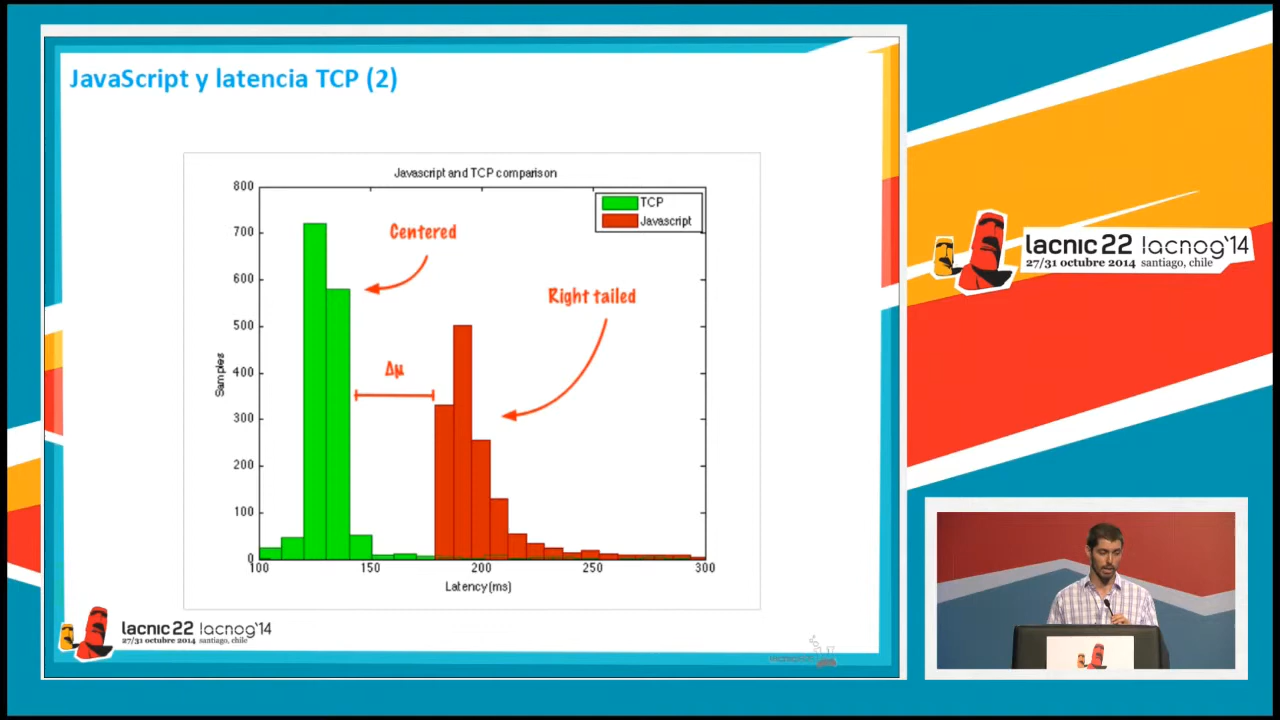 JavaScript y latencia TCP (2)
Javascript and TCP comparison
800
700
600
500
400
300
200
100
0
Samples
100
150
200
250
300
Latency (ms)
TCP
Javascript
Centered
Right tailed
Δμ
lacnic 22 lacnog'14
27/31 octubre 2014 santiago, chile
lacnic 22 lacnog'14
27/31 octubre 2014 santiago, chile